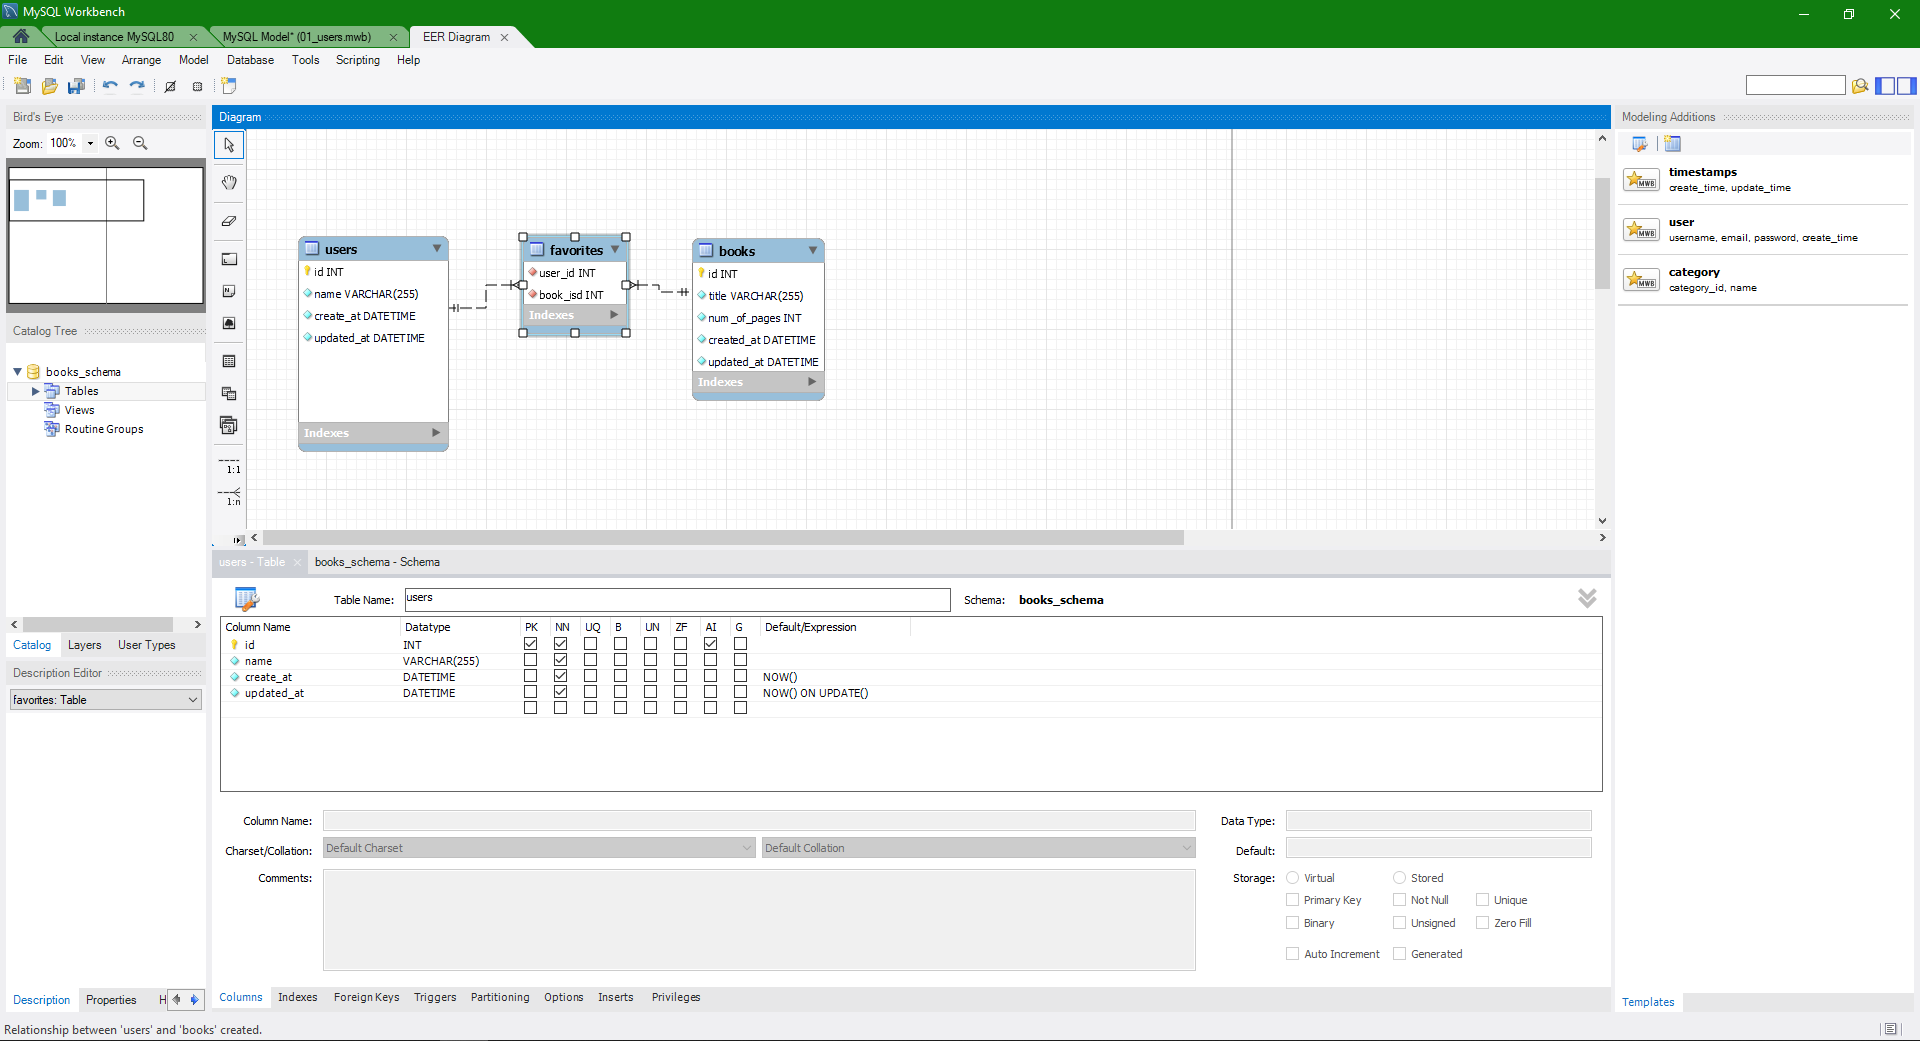 MySQL Workbench
Local instance MySQL80
MySQL Model* (01_users.mwb)
EER Diagram
File Edit View Arrange Model Database Tools Scripting Help
Bird's Eye
Zoom: 100%
Catalog Tree
books_schema
Tables
Views
Routine Groups
Catalog Layers User Types
Description Editor
favorites: Table
Description Properties H
Diagram
1:1
1:n
users
id INT
name VARCHAR(255)
create_at DATETIME
updated_at DATETIME
Indexes
favorites
user_id INT
book_isd INT
Indexes
books
id INT
title VARCHAR(255)
num _of_pages INT
created_at DATETIME
updated_at DATETIME
Indexes
users - Table books_schema - Schema
Table Name: users Schema: books_schema
Column Name Datatype PK NN UQ B UN ZF AI G Default/Expression
id INT
name VARCHAR(255)
create_at DATETIME NOW()
updated_at DATETIME NOW() ON UPDATE()
Column Name: Data Type:
Charset/Collation: Default Charset Default Collation Default:
Comments: Storage: Virtual Stored
Primary Key Not Null Unique
Binary Unsigned Zero Fill
Auto Increment Generated
Columns Indexes Foreign Keys Triggers Partitioning Options Inserts Privileges
Modeling Additions
MWB
timestamps
create_time, update_time
MWB
user
username, email, password, create_time
MWB
category
category_id, name
Templates
Relationship between 'users' and 'books' created.